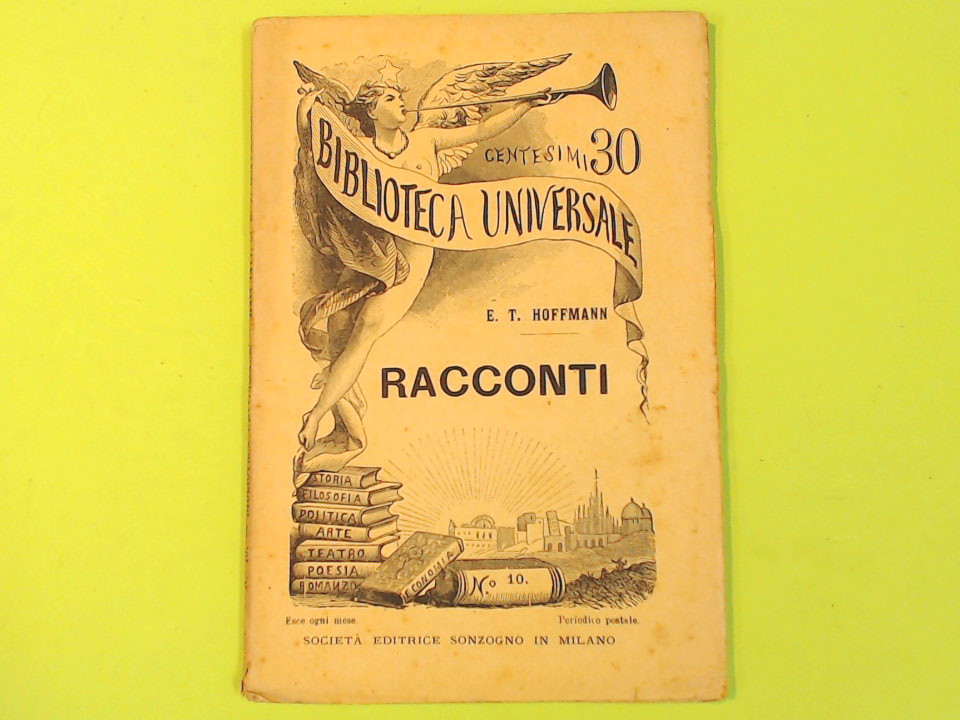 CENTESIMI 30
BIBLIOTECA UNIVERSALE
E. T. HOFFMANN
RACCONTI
STORIA
FILOSOFIA
POLITICA
ARTE
TEATRO
POESIA
ROMANZO
ECONOMIA
N.o 10.
Esce ogni mese.
Periodico postale.
SOCIETÀ EDITRICE SONZOGNO IN MILANO